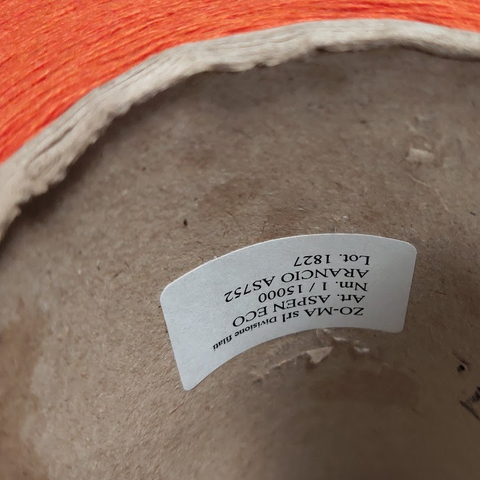 ZO-MA srl Divisione filati
Art. ASPEN ECO
Nm. 1 / 15000
ARANCIO AS752
Lot. 1827